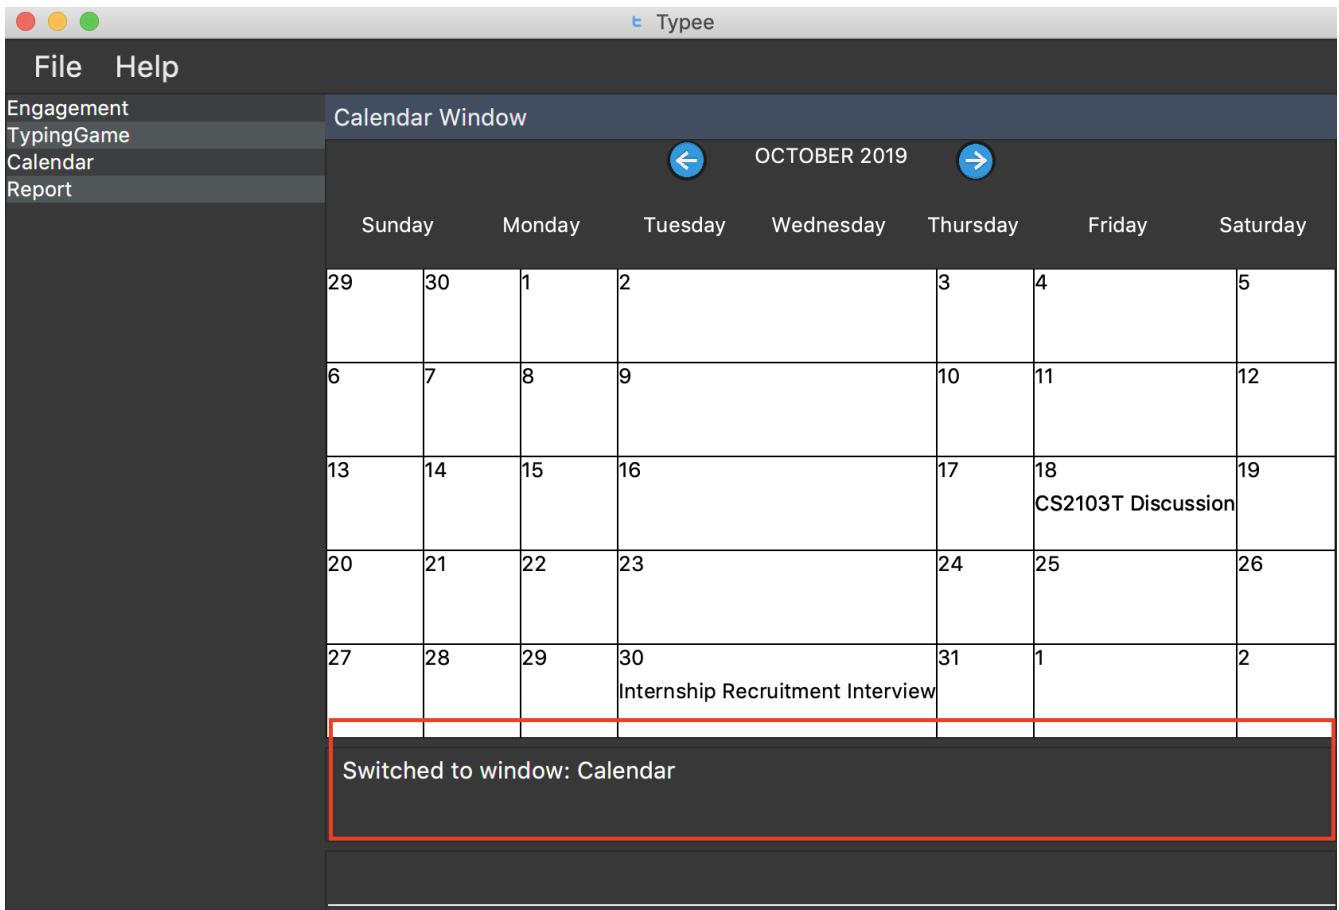 Typee
File Help
Engagement
TypingGame
Calendar
Report
Calendar Window
OCTOBER 2019
Sunday Monday Tuesday Wednesday Thursday Friday Saturday
29 30 1 2 3 4 5
6 7 8 9 10 11 12
13 14 15 16 17 18 19
CS2103T Discussion
20 21 22 23 24 25 26
27 28 29 30 31 1 2
Internship Recruitment Interview
Switched to window: Calendar